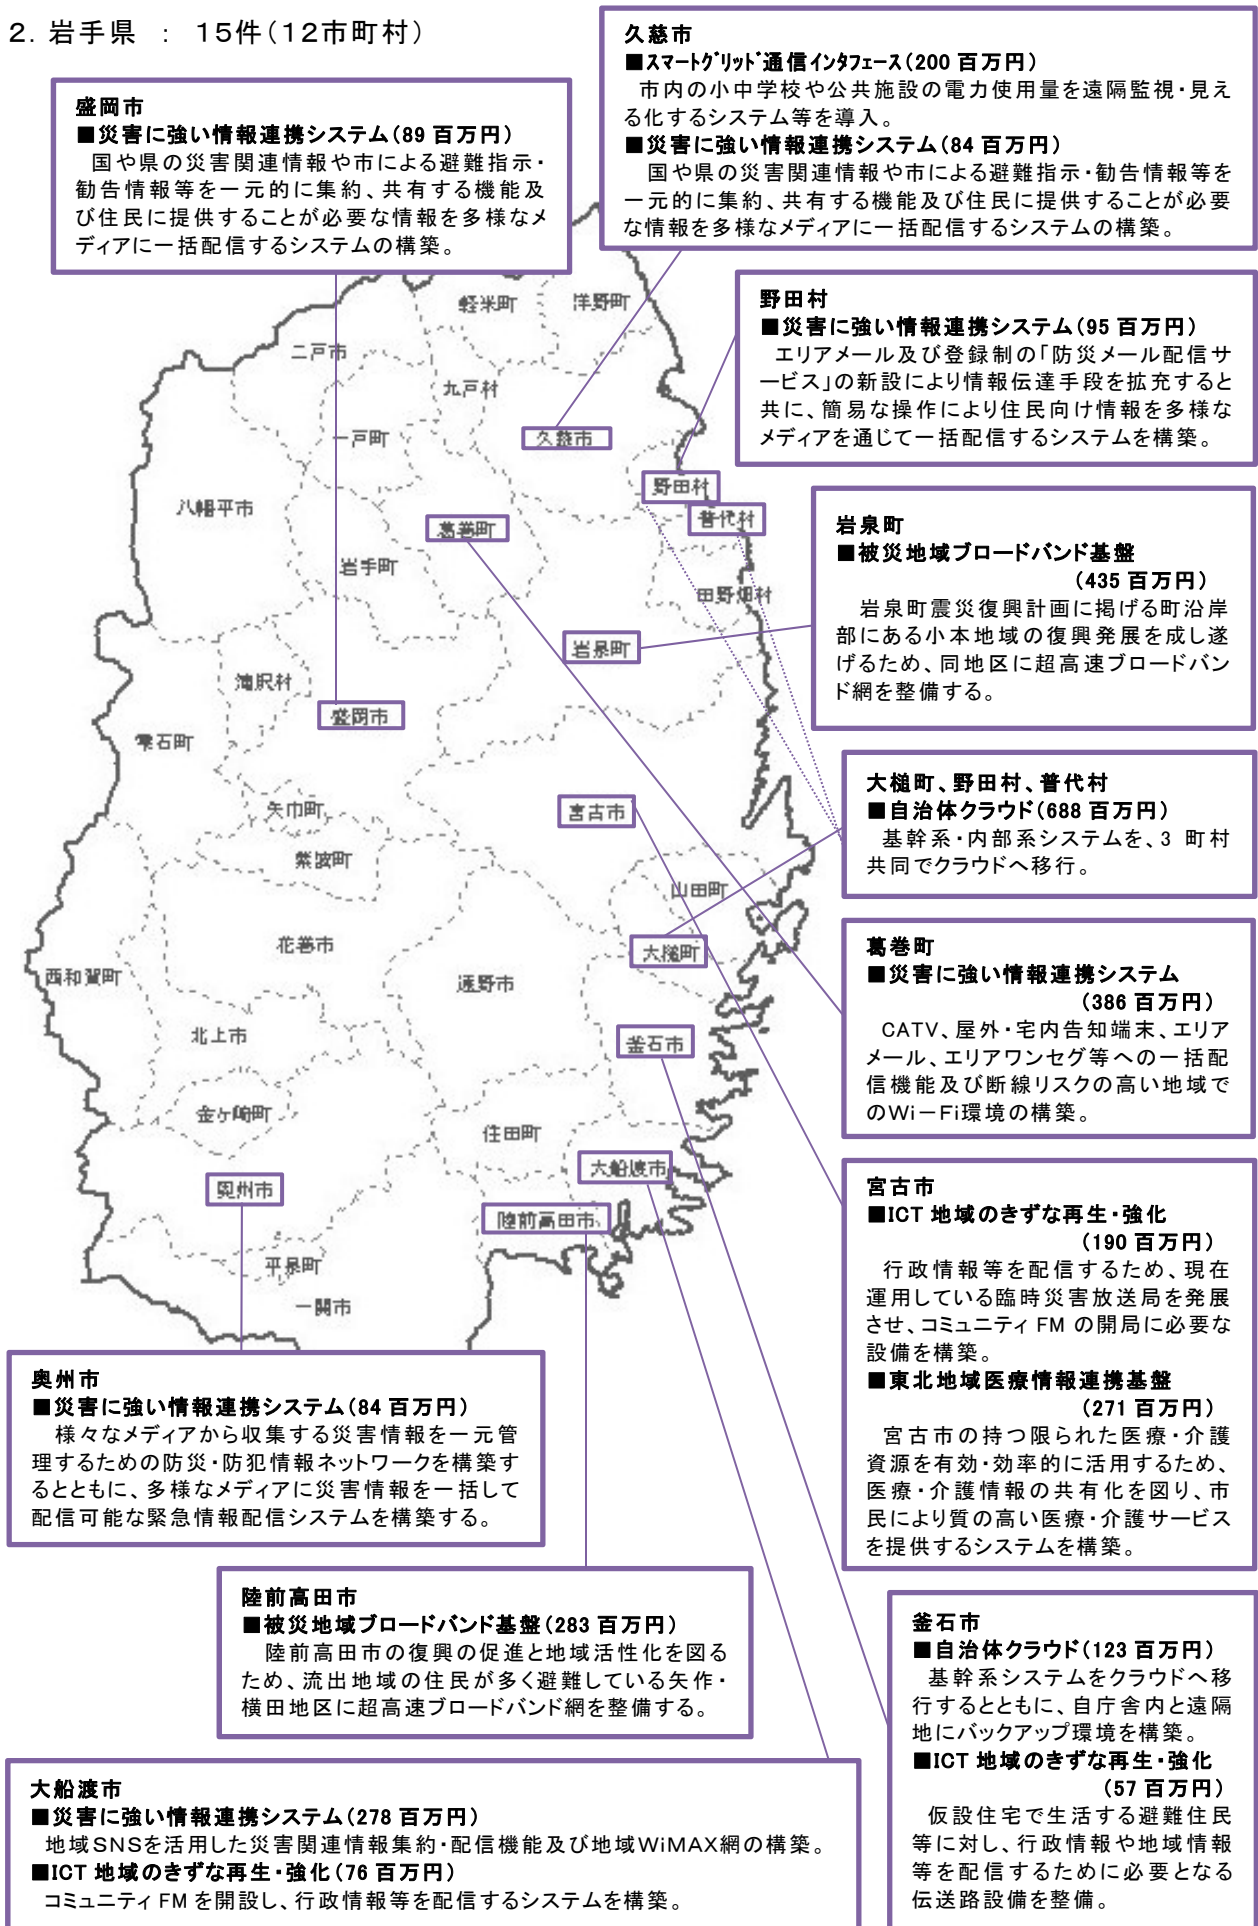 2. 岩手県 : 15件(12市町村)
久慈市
■スマートグリッド通信インタフェース(200 百万円)
市内の小中学校や公共施設の電力使用量を遠隔監視・見え
る化するシステム等を導入。
■災害に強い情報連携システム(84 百万円)
国や県の災害関連情報や市による避難指示・勧告情報等を
一元的に集約、共有する機能及び住民に提供することが必要
な情報を多様なメディアに一括配信するシステムの構築。
盛岡市
■災害に強い情報連携システム(89 百万円)
国や県の災害関連情報や市による避難指示・
勧告情報等を一元的に集約、共有する機能及
び住民に提供することが必要な情報を多様なメ
ディアに一括配信するシステムの構築。
野田村
■災害に強い情報連携システム(95 百万円)
エリアメール及び登録制の「防災メール配信サ
ービス」の新設により情報伝達手段を拡充すると
共に、簡易な操作により住民向け情報を多様な
メディアを通じて一括配信するシステムを構築。
岩泉町
■被災地域ブロードバンド基盤
(435 百万円)
岩泉町震災復興計画に掲げる町沿岸
部にある小本地域の復興発展を成し遂
げるため、同地区に超高速ブロードバン
ド網を整備する。
大槌町、野田村、普代村
■自治体クラウド(688 百万円)
基幹系・内部系システムを、3 町村
共同でクラウドへ移行。
葛巻町
■災害に強い情報連携システム
(386 百万円)
CATV、屋外・宅内告知端末、エリア
メール、エリアワンセグ等への一括配
信機能及び断線リスクの高い地域で
のWi-Fi環境の構築。
宮古市
■ICT 地域のきずな再生・強化
(190 百万円)
行政情報等を配信するため、現在
運用している臨時災害放送局を発展
させ、コミュニティ FM の開局に必要な
設備を構築。
■東北地域医療情報連携基盤
(271 百万円)
宮古市の持つ限られた医療・介護
資源を有効・効率的に活用するため、
医療・介護情報の共有化を図り、市
民により質の高い医療・介護サービス
を提供するシステムを構築。
軽米町
洋野町
二戸市
九戸村
一戸町
久慈市
八幡平市
野田村
葛巻町
普代村
岩手町
田野畑村
岩泉町
滝沢村
盛岡市
雫石町
矢巾町
宮古市
紫波町
山田町
花巻市
大槌町
西和賀町
遠野市
北上市
釜石市
金ヶ崎町
住田町
大船渡市
奥州市
陸前高田市
平泉町
一関市
奥州市
■災害に強い情報連携システム(84 百万円)
様々なメディアから収集する災害情報を一元管
理するための防災・防犯情報ネットワークを構築す
るとともに、多様なメディアに災害情報を一括して
配信可能な緊急情報配信システムを構築する。
陸前高田市
■被災地域ブロードバンド基盤(283 百万円)
陸前高田市の復興の促進と地域活性化を図る
ため、流出地域の住民が多く避難している矢作・
横田地区に超高速ブロードバンド網を整備する。
釜石市
■自治体クラウド(123 百万円)
基幹系システムをクラウドへ移
行するとともに、自庁舎内と遠隔
地にバックアップ環境を構築。
■ICT 地域のきずな再生・強化
(57 百万円)
仮設住宅で生活する避難住民
等に対し、行政情報や地域情報
等を配信するために必要となる
伝送路設備を整備。
大船渡市
■災害に強い情報連携システム(278 百万円)
地域SNSを活用した災害関連情報集約・配信機能及び地域WiMAX網の構築。
■ICT 地域のきずな再生・強化(76 百万円)
コミュニティ FM を開設し、行政情報等を配信するシステムを構築。